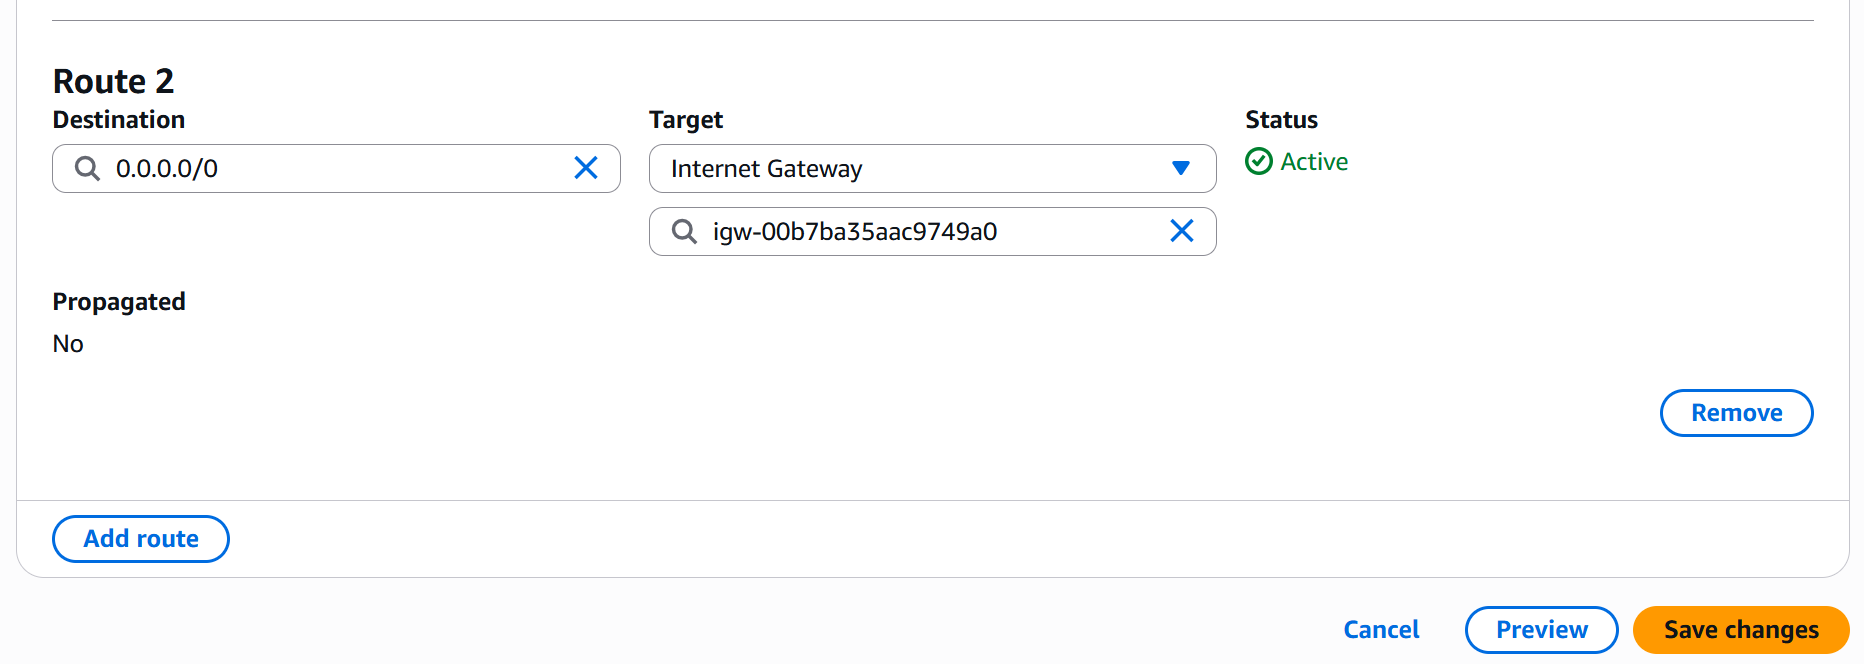 Route 2
Destination
Target
Status
0.0.0.0/0
Internet Gateway
Active
igw-00b7ba35aac9749a0
Propagated
No
Remove
Add route
Cancel
Preview
Save changes